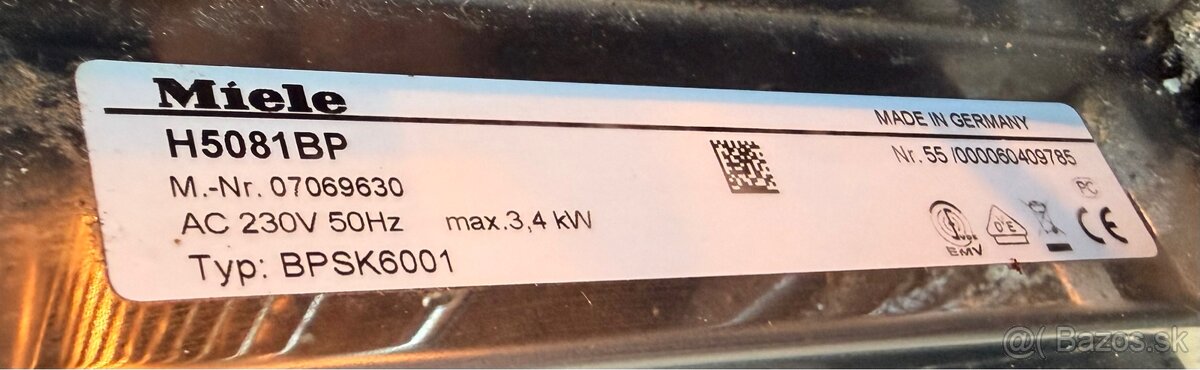 Miele
MADE IN GERMANY
H5081BP
Nr. 55 /000060409785
M.-Nr. 07069630
PC
AC 230V 50Hz max.3,4 kW
D E
CE
EMV
Typ: BPSK6001
@( Bazos.sk